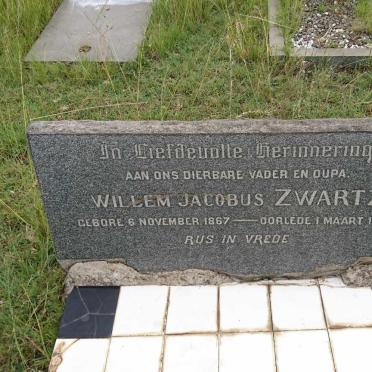 In Liefdevolle Herinnering
AAN ONS DIERBARE VADER EN OUPA.
WILLEM JACOBUS ZWARTZ
GEBORE 6 NOVEMBER 1867 — OORLEDE 1 MAART 1
RUS IN VREDE